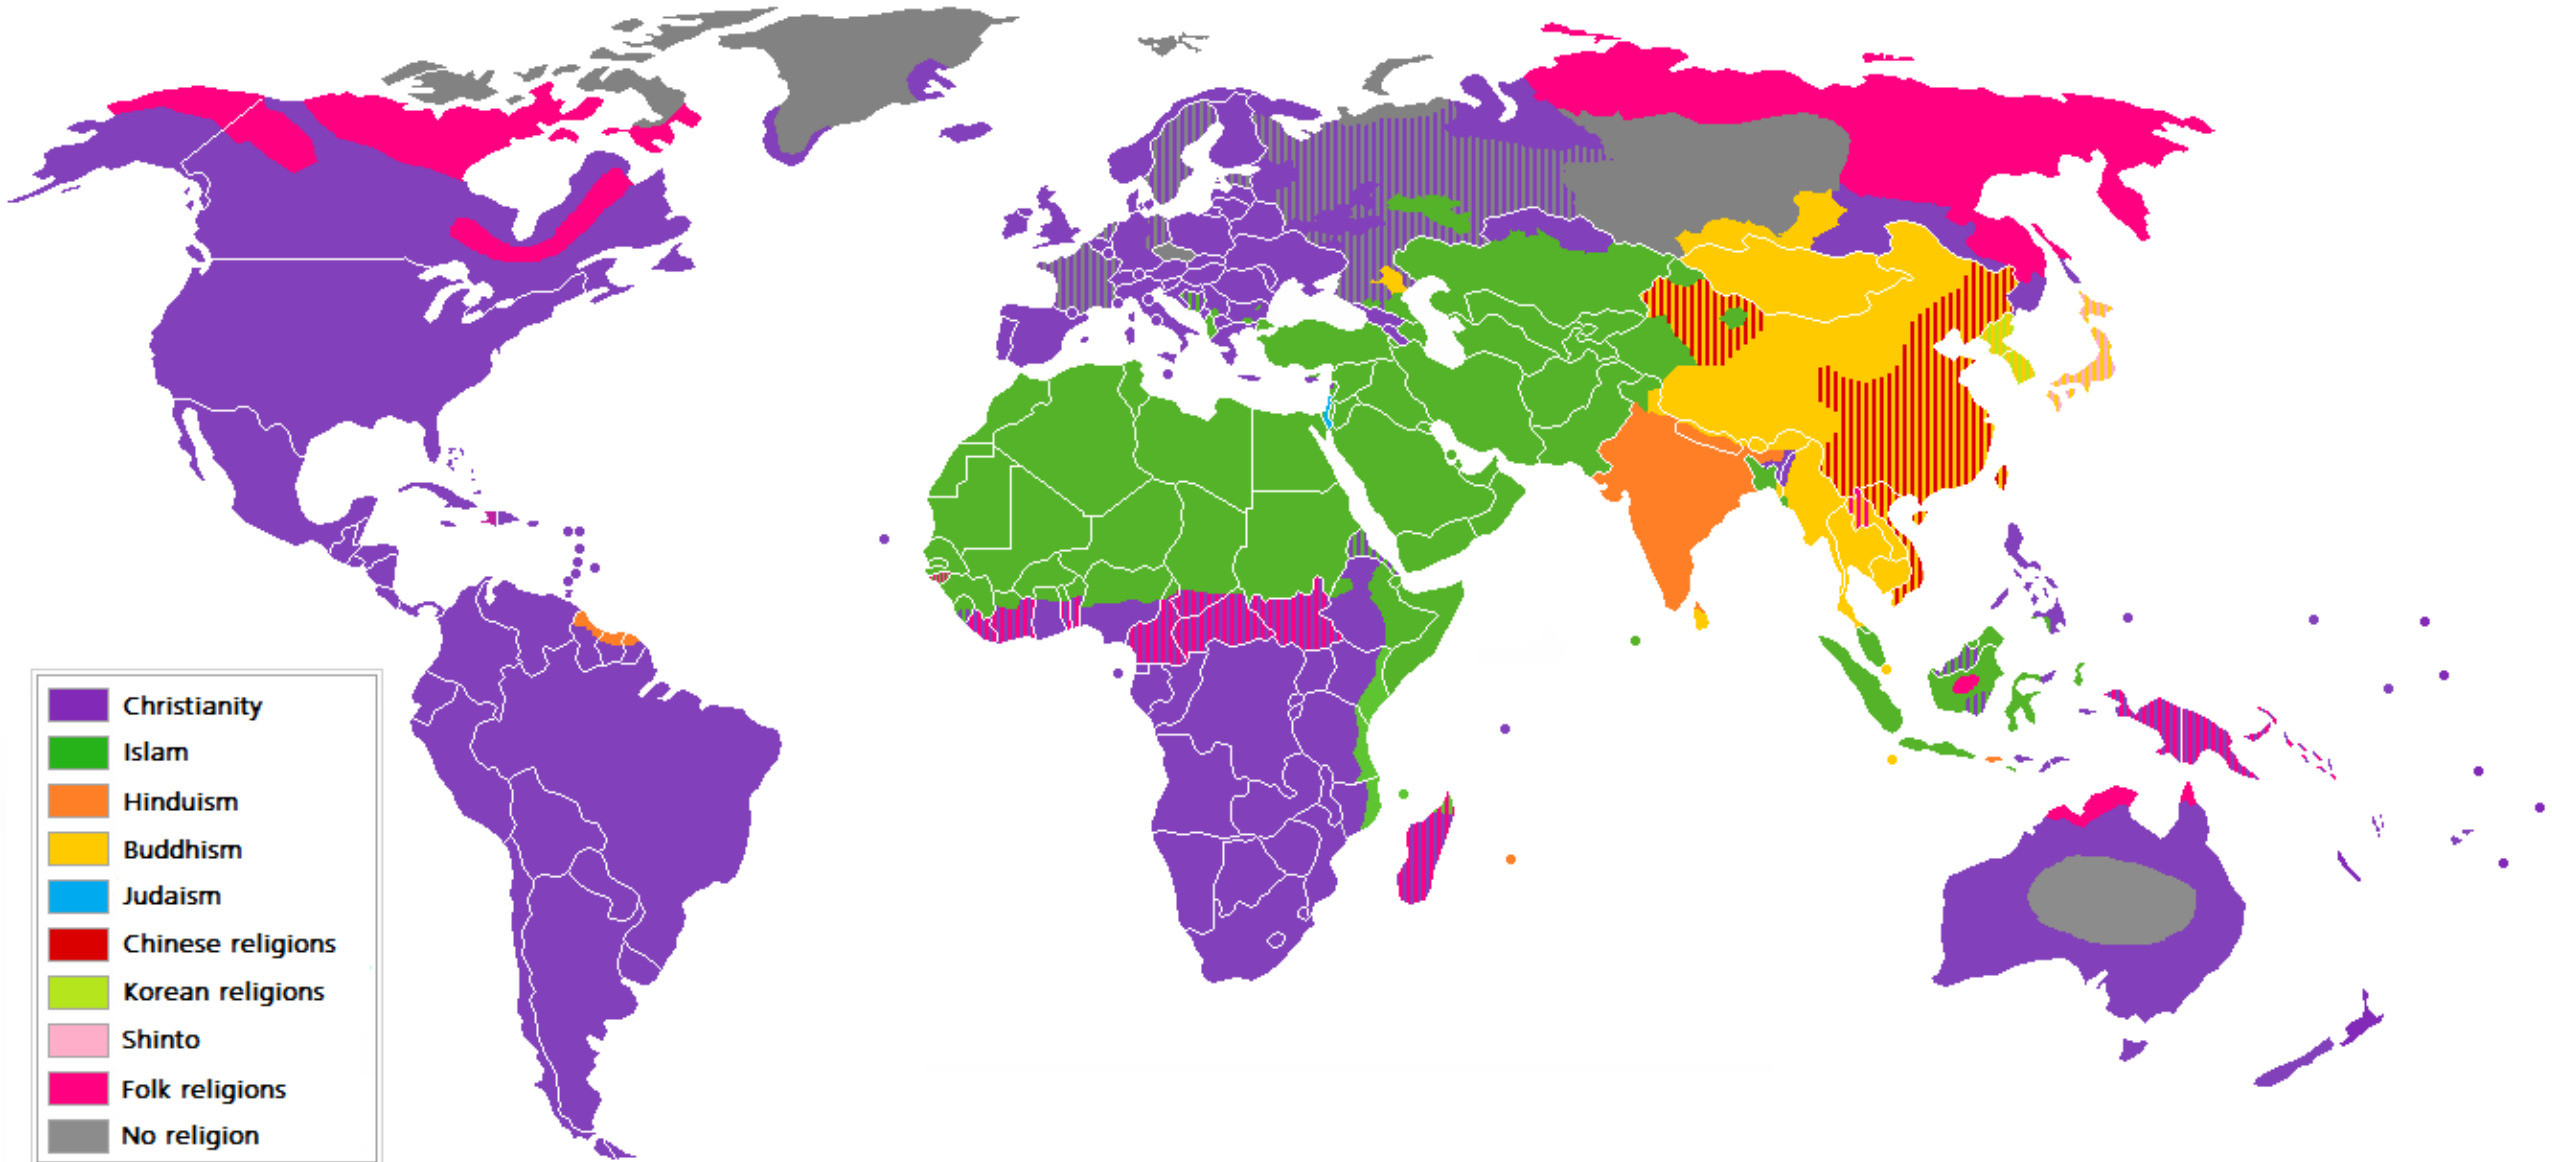 Christianity
Islam
Hinduism
Buddhism
Judaism
Chinese religions
Korean religions
Shinto
Folk religions
No religion